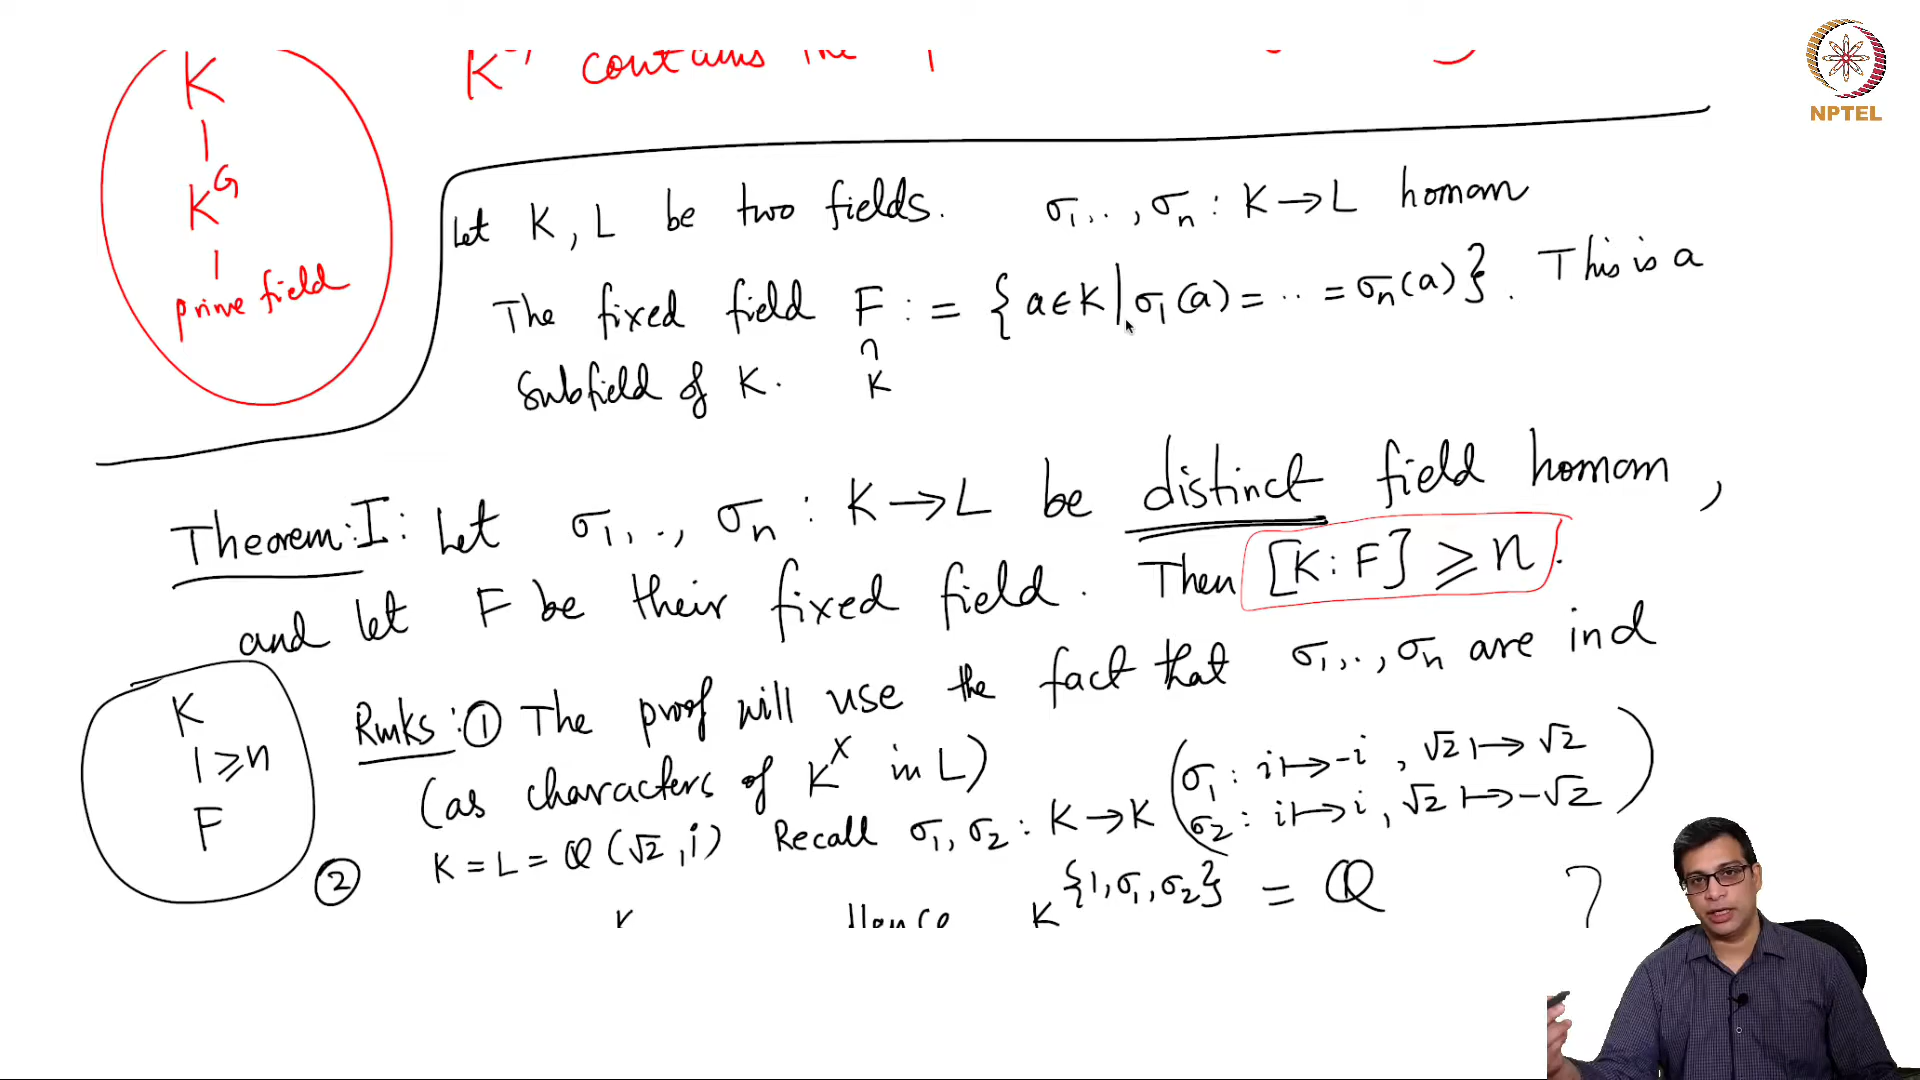 K
K^G
prime field
contains the
NPTEL
Let K, L be two fields. σ1,..,σn : K→L homom
The fixed field F := {a∈K | σ1(a) = ·· = σn(a)}. This is a
∩
subfield of K. K
Theorem: I: Let σ1,..,σn : K→L be distinct field homom,
and let F be their fixed field. Then [K:F] ≥ n.
K
| ≥n
F
Rmks: ① The proof will use the fact that σ1,..,σn are ind
(as characters of K^× in L)
② K = L = ℚ(√2, i) Recall σ1, σ2 : K→K (σ1 : i↦-i, √2↦√2
σ2 : i↦i, √2↦-√2)
Hence K^{1,σ1,σ2} = ℚ